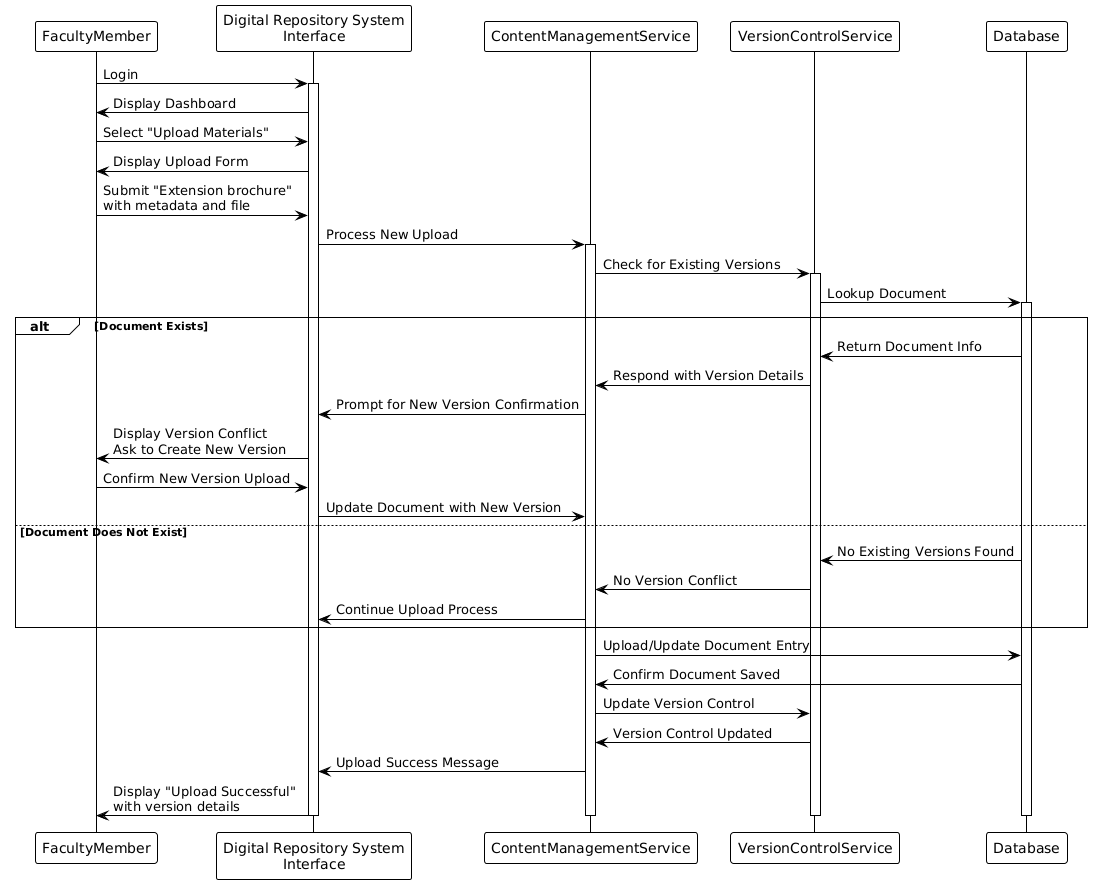 FacultyMember
Digital Repository System
Interface
ContentManagementService
VersionControlService
Database
Login
Display Dashboard
Select "Upload Materials"
Display Upload Form
Submit "Extension brochure"
with metadata and file
Process New Upload
Check for Existing Versions
Lookup Document
alt
[Document Exists]
Return Document Info
Respond with Version Details
Prompt for New Version Confirmation
Display Version Conflict
Ask to Create New Version
Confirm New Version Upload
Update Document with New Version
[Document Does Not Exist]
No Existing Versions Found
No Version Conflict
Continue Upload Process
Upload/Update Document Entry
Confirm Document Saved
Update Version Control
Version Control Updated
Upload Success Message
Display "Upload Successful"
with version details
FacultyMember
Digital Repository System
Interface
ContentManagementService
VersionControlService
Database